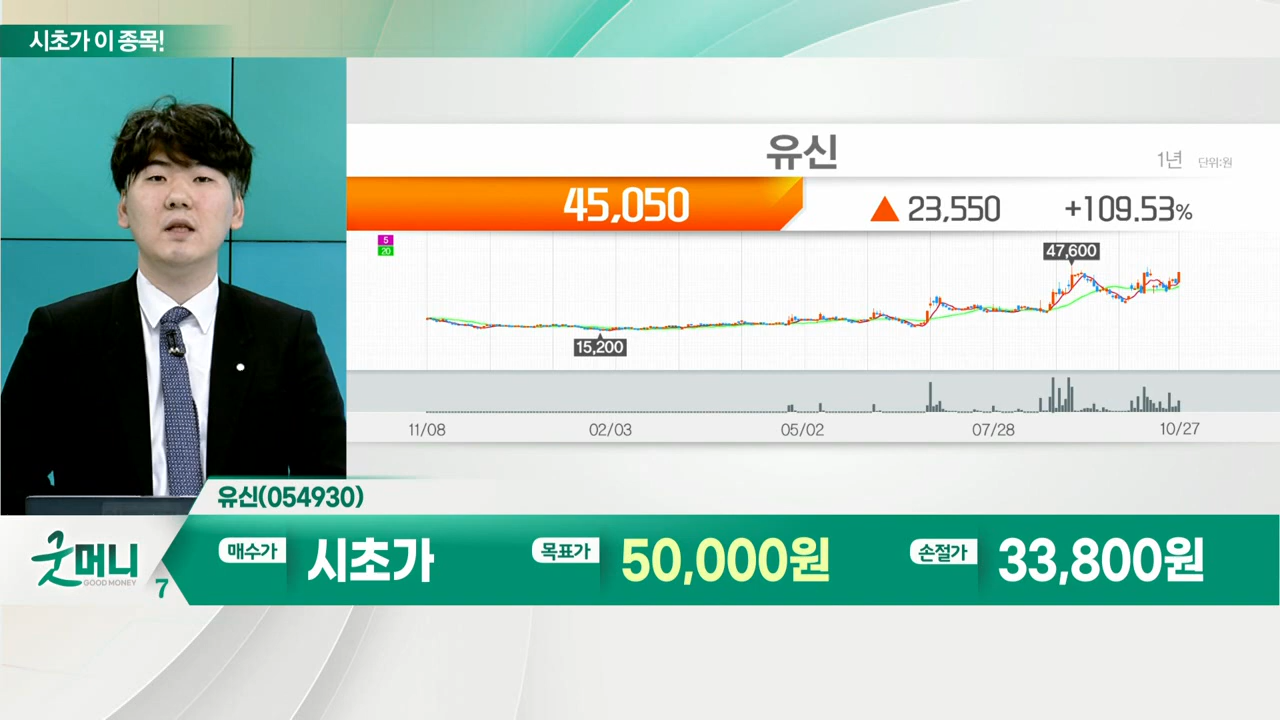 시초가 이 종목!
유신
1년 단위:원
45,050 ▲ 23,550 +109.53%
5
20
47,600
15,200
11/08 02/03 05/02 07/28 10/27
유신(054930)
굿머니
GOOD MONEY
7
매수가 시초가 목표가 50,000원 손절가 33,800원